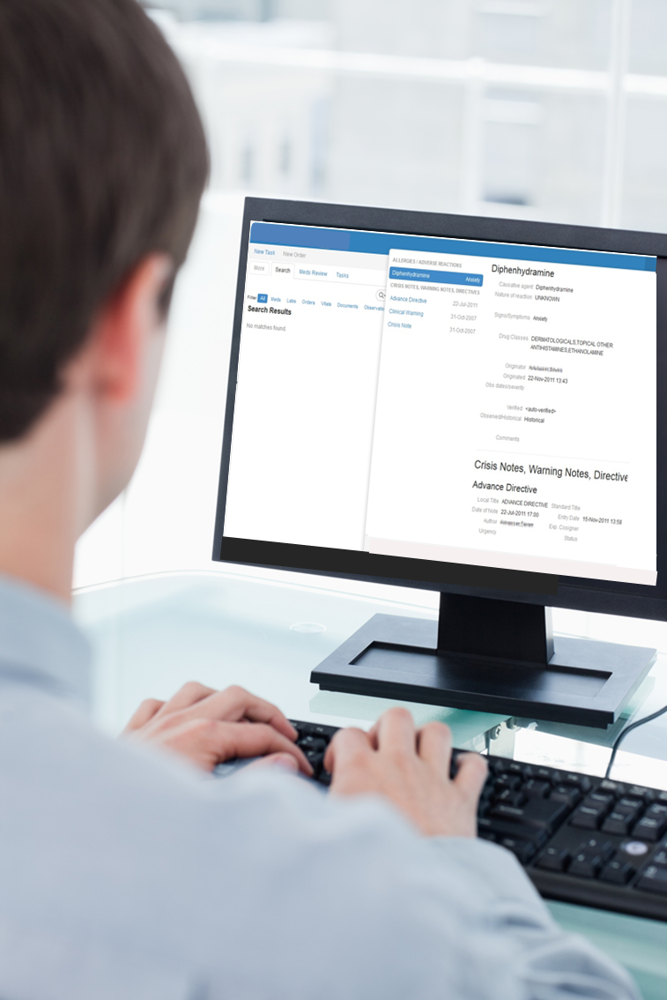 New Task New Order
More Search Meds Review Tasks
Filter All Meds Labs Orders Vitals Documents
Search Results
No matches found.
ALLERGIES / ADVERSE REACTIONS
Diphenhydramine Anxiety
CRISIS NOTES, WARNING NOTES, DIRECTIVES
Advance Directive 22-Jul-2011
Clinical Warning 31-Oct-2007
Crisis Note 31-Oct-2007
Diphenhydramine
Causative agent Diphenhydramine
Nature of reaction UNKNOWN
Signs/Symptoms Anxiety
Drug Classes DERMATOLOGICALS,TOPICAL OTHER
ANTIHISTAMINES,ETHANOLAMINE
Originator
Originated 22-Nov-2011 13:43
Obs dates/severity
Verified <auto-verified>
Observed/Historical Historical
Comments
Crisis Notes, Warning Notes, Directive
Advance Directive
Local Title ADVANCE DIRECTIVE Standard Title
Date of Note 22-Jul-2011 17:00 Entry Date 15-Nov-2011 13:58
Author Exp. Cosigner
Urgency Status